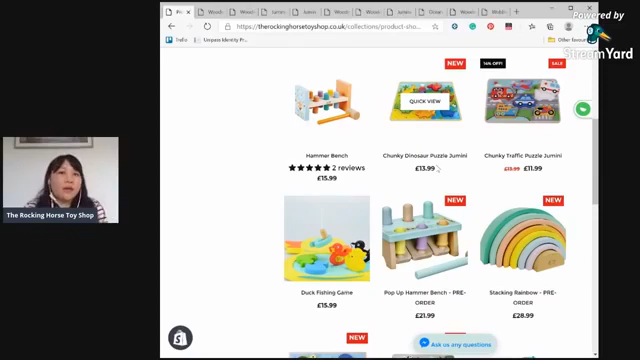 Powered by
StreamYard
https://therockinghorsetoyshop.co.uk/collections/product-sho...
Trello
Unipass Identity Pr...
Other favour
NEW
14% OFF!
SALE
QUICK VIEW
Hammer Bench
Chunky Dinosaur Puzzle Jumini
Chunky Traffic Puzzle Jumini
2 reviews
£13.99
£13.99 £11.99
£15.99
The Rocking Horse Toy Shop
NEW
NEW
Duck Fishing Game
Pop Up Hammer Bench - PRE-ORDER
Stacking Rainbow - PRE-ORDER
£15.99
£21.99
£28.99
NEW
Ask us any questions